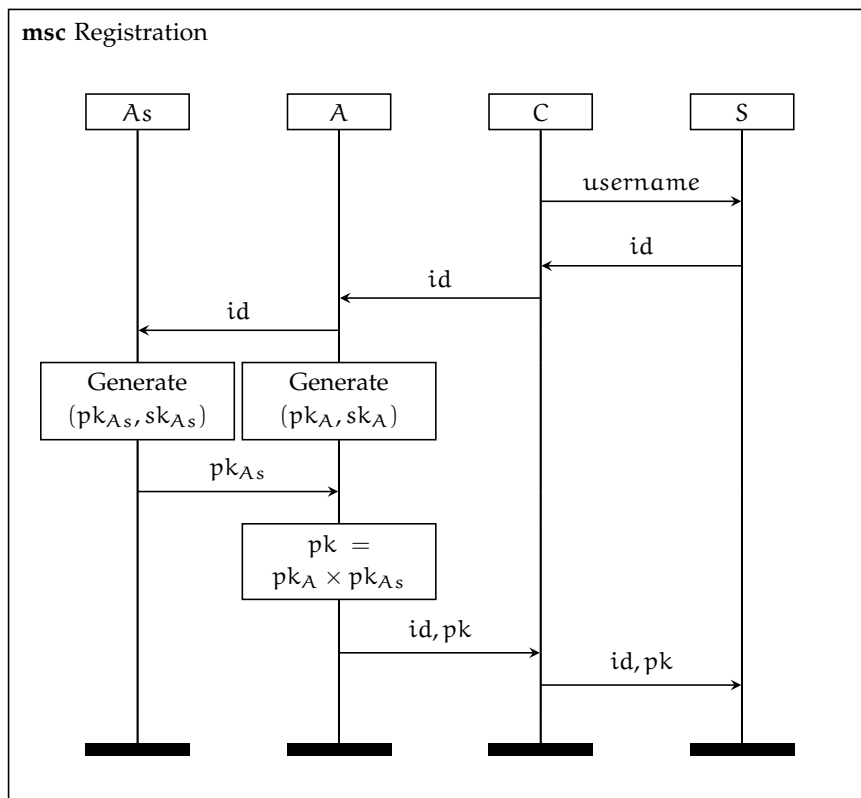 msc Registration
As
A
C
S
username
id
id
id
Generate
(pk_As, sk_As)
Generate
(pk_A, sk_A)
pk_As
pk =
pk_A × pk_As
id, pk
id, pk